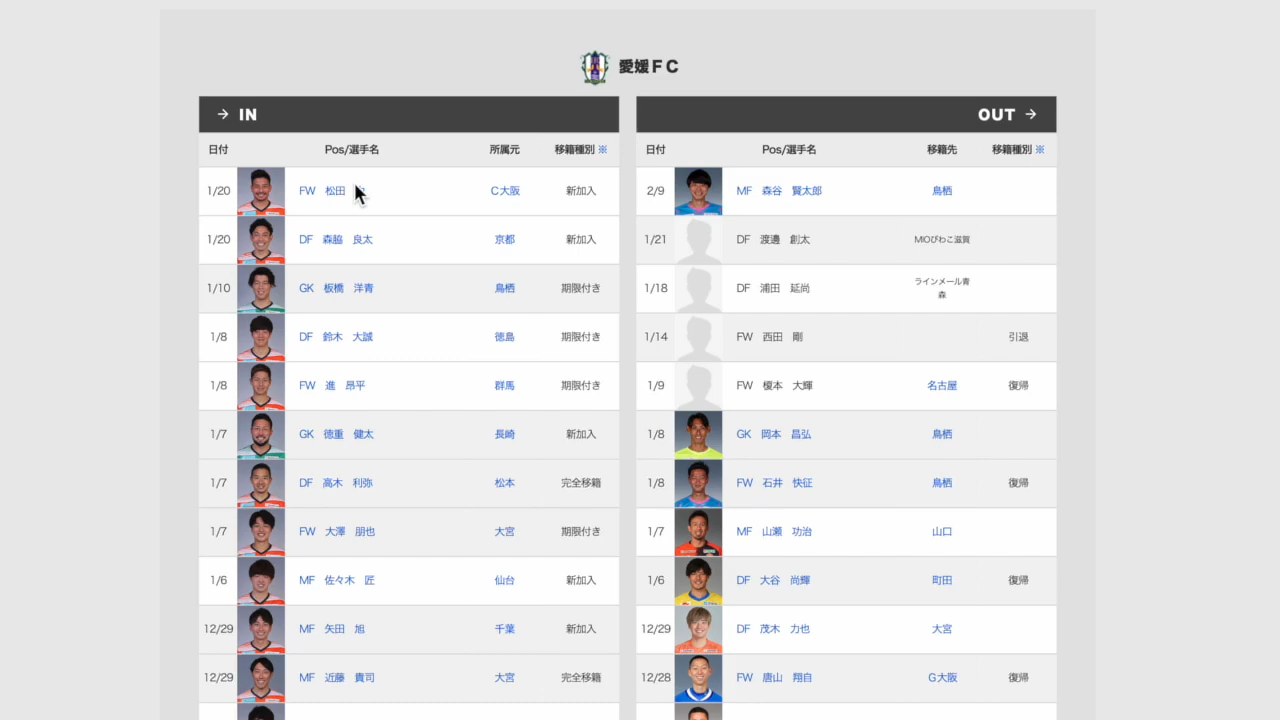 愛媛ＦＣ
→ IN
日付 Pos/選手名 所属元 移籍種別 ※
1/20 FW 松田 Ｃ大阪 新加入
1/20 DF 森脇　良太 京都 新加入
1/10 GK 板橋　洋青 鳥栖 期限付き
1/8 DF 鈴木　大誠 徳島 期限付き
1/8 FW 進　昂平 群馬 期限付き
1/7 GK 徳重　健太 長崎 新加入
1/7 DF 高木　利弥 松本 完全移籍
1/7 FW 大澤　朋也 大宮 期限付き
1/6 MF 佐々木　匠 仙台 新加入
12/29 MF 矢田　旭 千葉 新加入
12/29 MF 近藤　貴司 大宮 完全移籍
OUT →
日付 Pos/選手名 移籍先 移籍種別 ※
2/9 MF 森谷　賢太郎 鳥栖
1/21 DF 渡邊　創太 MIOびわこ滋賀
1/18 DF 浦田　延尚 ラインメール青
森
1/14 FW 西田　剛 引退
1/9 FW 榎本　大輝 名古屋 復帰
1/8 GK 岡本　昌弘 鳥栖
1/8 FW 石井　快征 鳥栖 復帰
1/7 MF 山瀬　功治 山口
1/6 DF 大谷　尚輝 町田 復帰
12/29 DF 茂木　力也 大宮
12/28 FW 唐山　翔自 Ｇ大阪 復帰